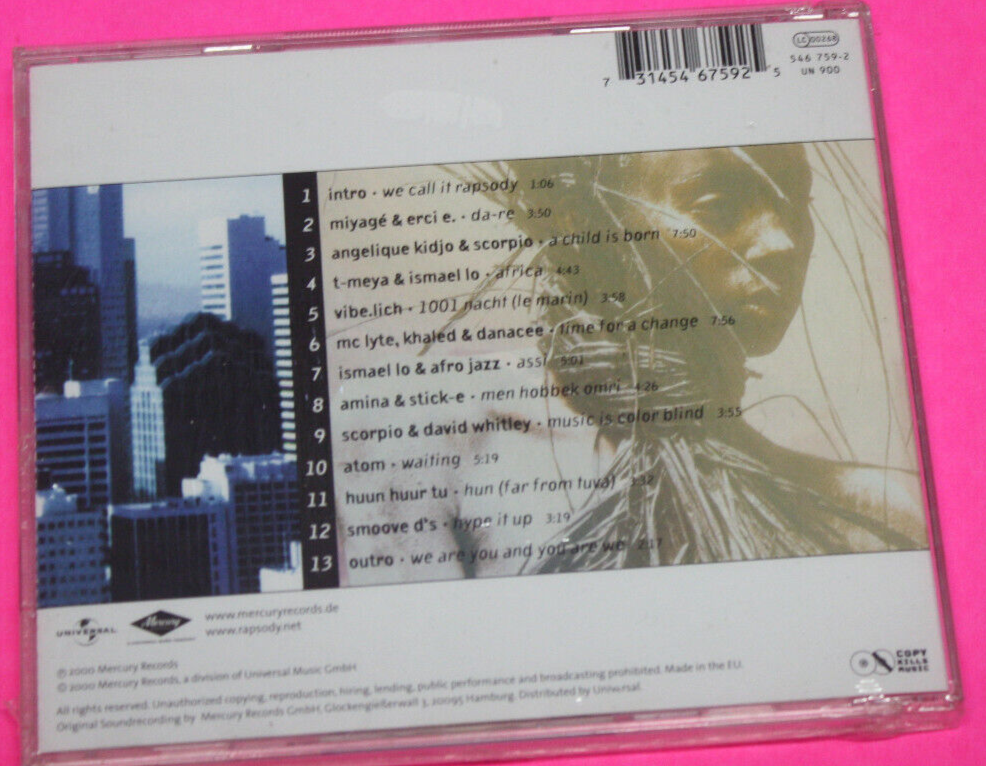 LC 00268
7 31454 67592 5
546 759-2
UN 900
1 intro · we call it rapsody 1:06
2 miyagé & erci e. · da-re 3:50
3 angelique kidjo & scorpio · a child is born 7:50
4 t-meya & ismael lo · africa 4:43
5 vibe.lich · 1001 nacht (le marin) 3:58
6 mc lyte, khaled & danacee · time for a change 7:56
7 ismael lo & afro jazz · assl 5:01
8 amina & stick-e · men hobbek omri 4:26
9 scorpio & david whitley · music is color blind 3:55
10 atom · waiting 5:19
11 huun huur tu · hun (far from tuva) 3:32
12 smoove d's · hype it up 3:19
13 outro · we are you and you are we 2:17
UNIVERSAL
Mercury
www.mercuryrecords.de
www.rapsody.net
℗ 2000 Mercury Records
© 2000 Mercury Records, a division of Universal Music GmbH
All rights reserved. Unauthorized copying, reproduction, hiring, lending, public performance and broadcasting prohibited. Made in the EU.
Original Soundrecording by Mercury Records GmbH, Glockengießerwall 3, 20095 Hamburg. Distributed by Universal.
COPY
KILLS
MUSIC